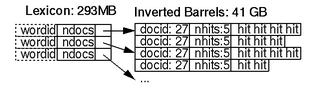 Lexicon: 293MB Inverted Barrels: 41 GB
wordid ndocs docid: 27 nhits:5 hit hit hit hit
wordid ndocs docid: 27 nhits:5 hit hit hit
wordid ndocs docid: 27 nhits:5 hit hit hit hit
docid: 27 nhits:5 hit hit
...